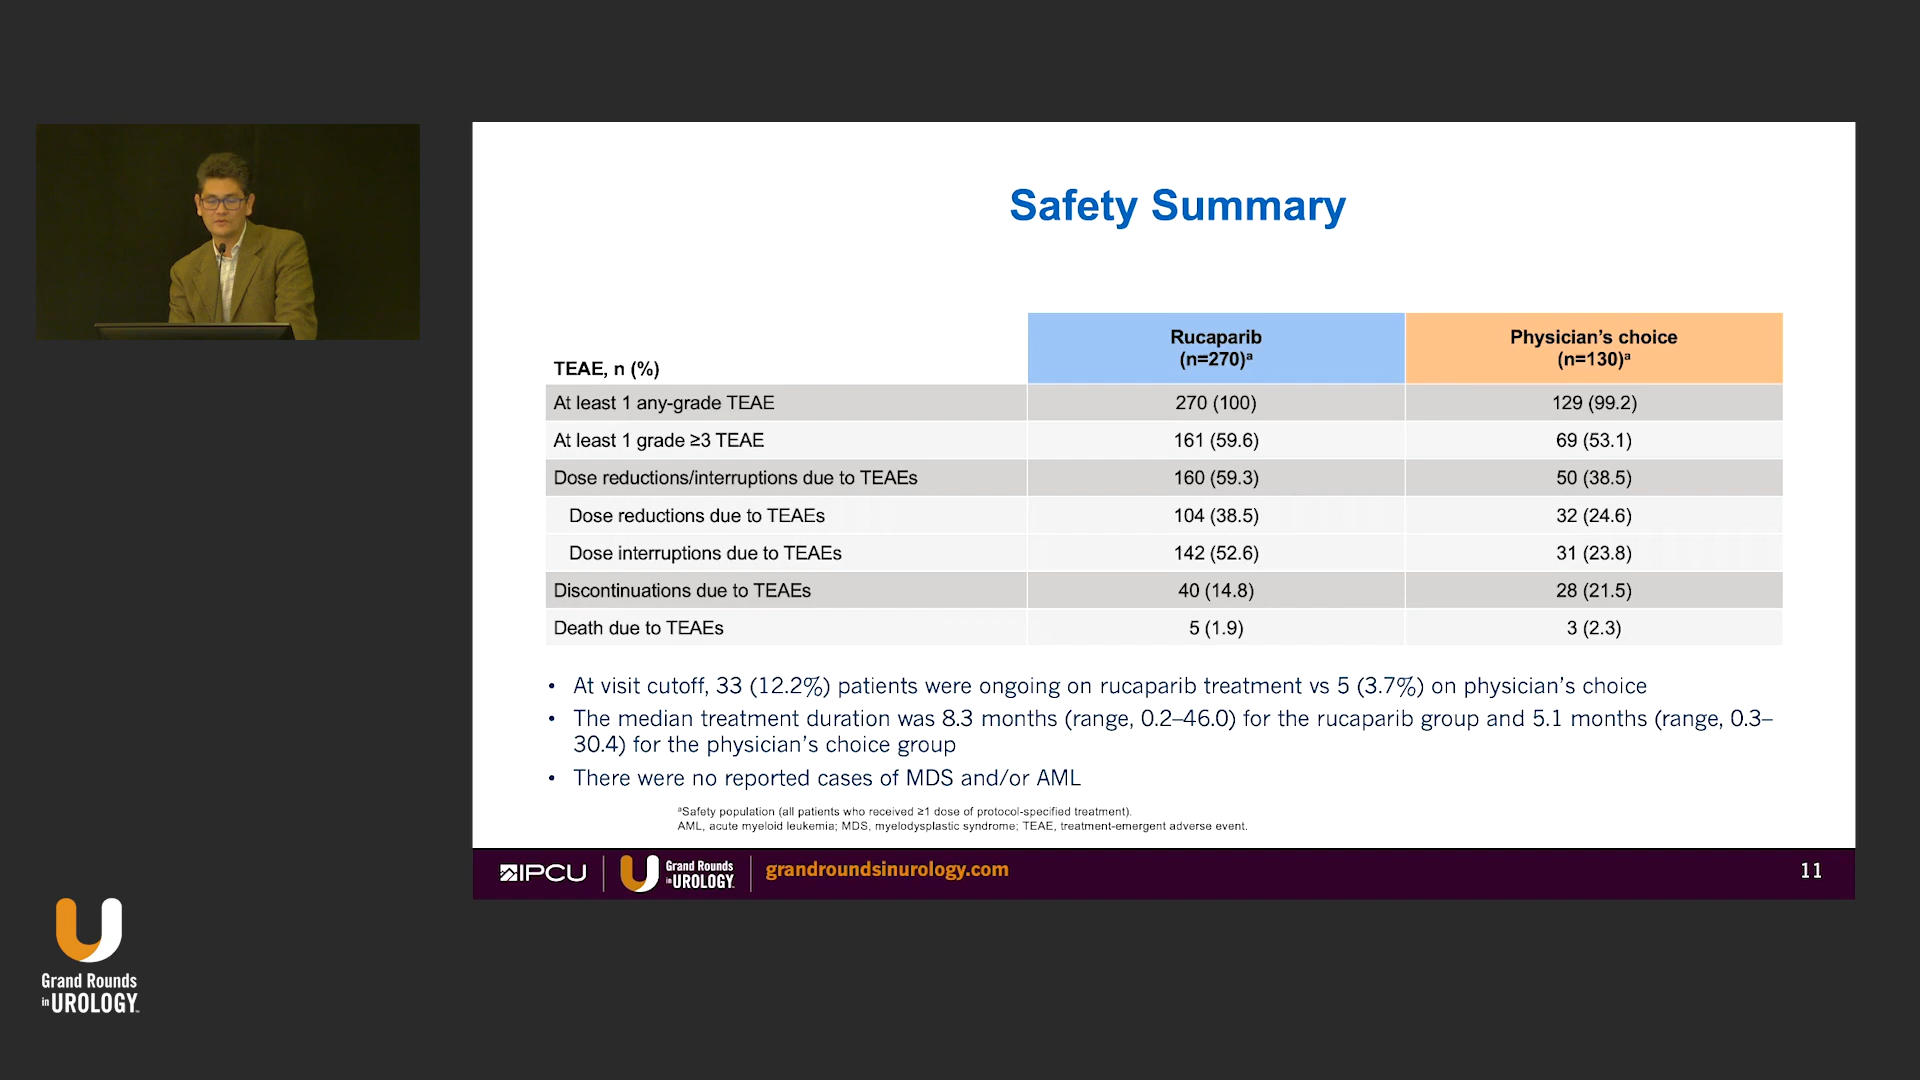 Safety Summary
TEAE, n (%)
Rucaparib
(n=270)ª
Physician’s choice
(n=130)ª
At least 1 any-grade TEAE 270 (100) 129 (99.2)
At least 1 grade ≥3 TEAE 161 (59.6) 69 (53.1)
Dose reductions/interruptions due to TEAEs 160 (59.3) 50 (38.5)
Dose reductions due to TEAEs 104 (38.5) 32 (24.6)
Dose interruptions due to TEAEs 142 (52.6) 31 (23.8)
Discontinuations due to TEAEs 40 (14.8) 28 (21.5)
Death due to TEAEs 5 (1.9) 3 (2.3)
• At visit cutoff, 33 (12.2%) patients were ongoing on rucaparib treatment vs 5 (3.7%) on physician’s choice
• The median treatment duration was 8.3 months (range, 0.2–46.0) for the rucaparib group and 5.1 months (range, 0.3–
30.4) for the physician’s choice group
• There were no reported cases of MDS and/or AML
ªSafety population (all patients who received ≥1 dose of protocol-specified treatment).
AML, acute myeloid leukemia; MDS, myelodysplastic syndrome; TEAE, treatment-emergent adverse event.
IPCU
Grand Rounds
in UROLOGY
grandroundsinurology.com
11
Grand Rounds
in UROLOGY